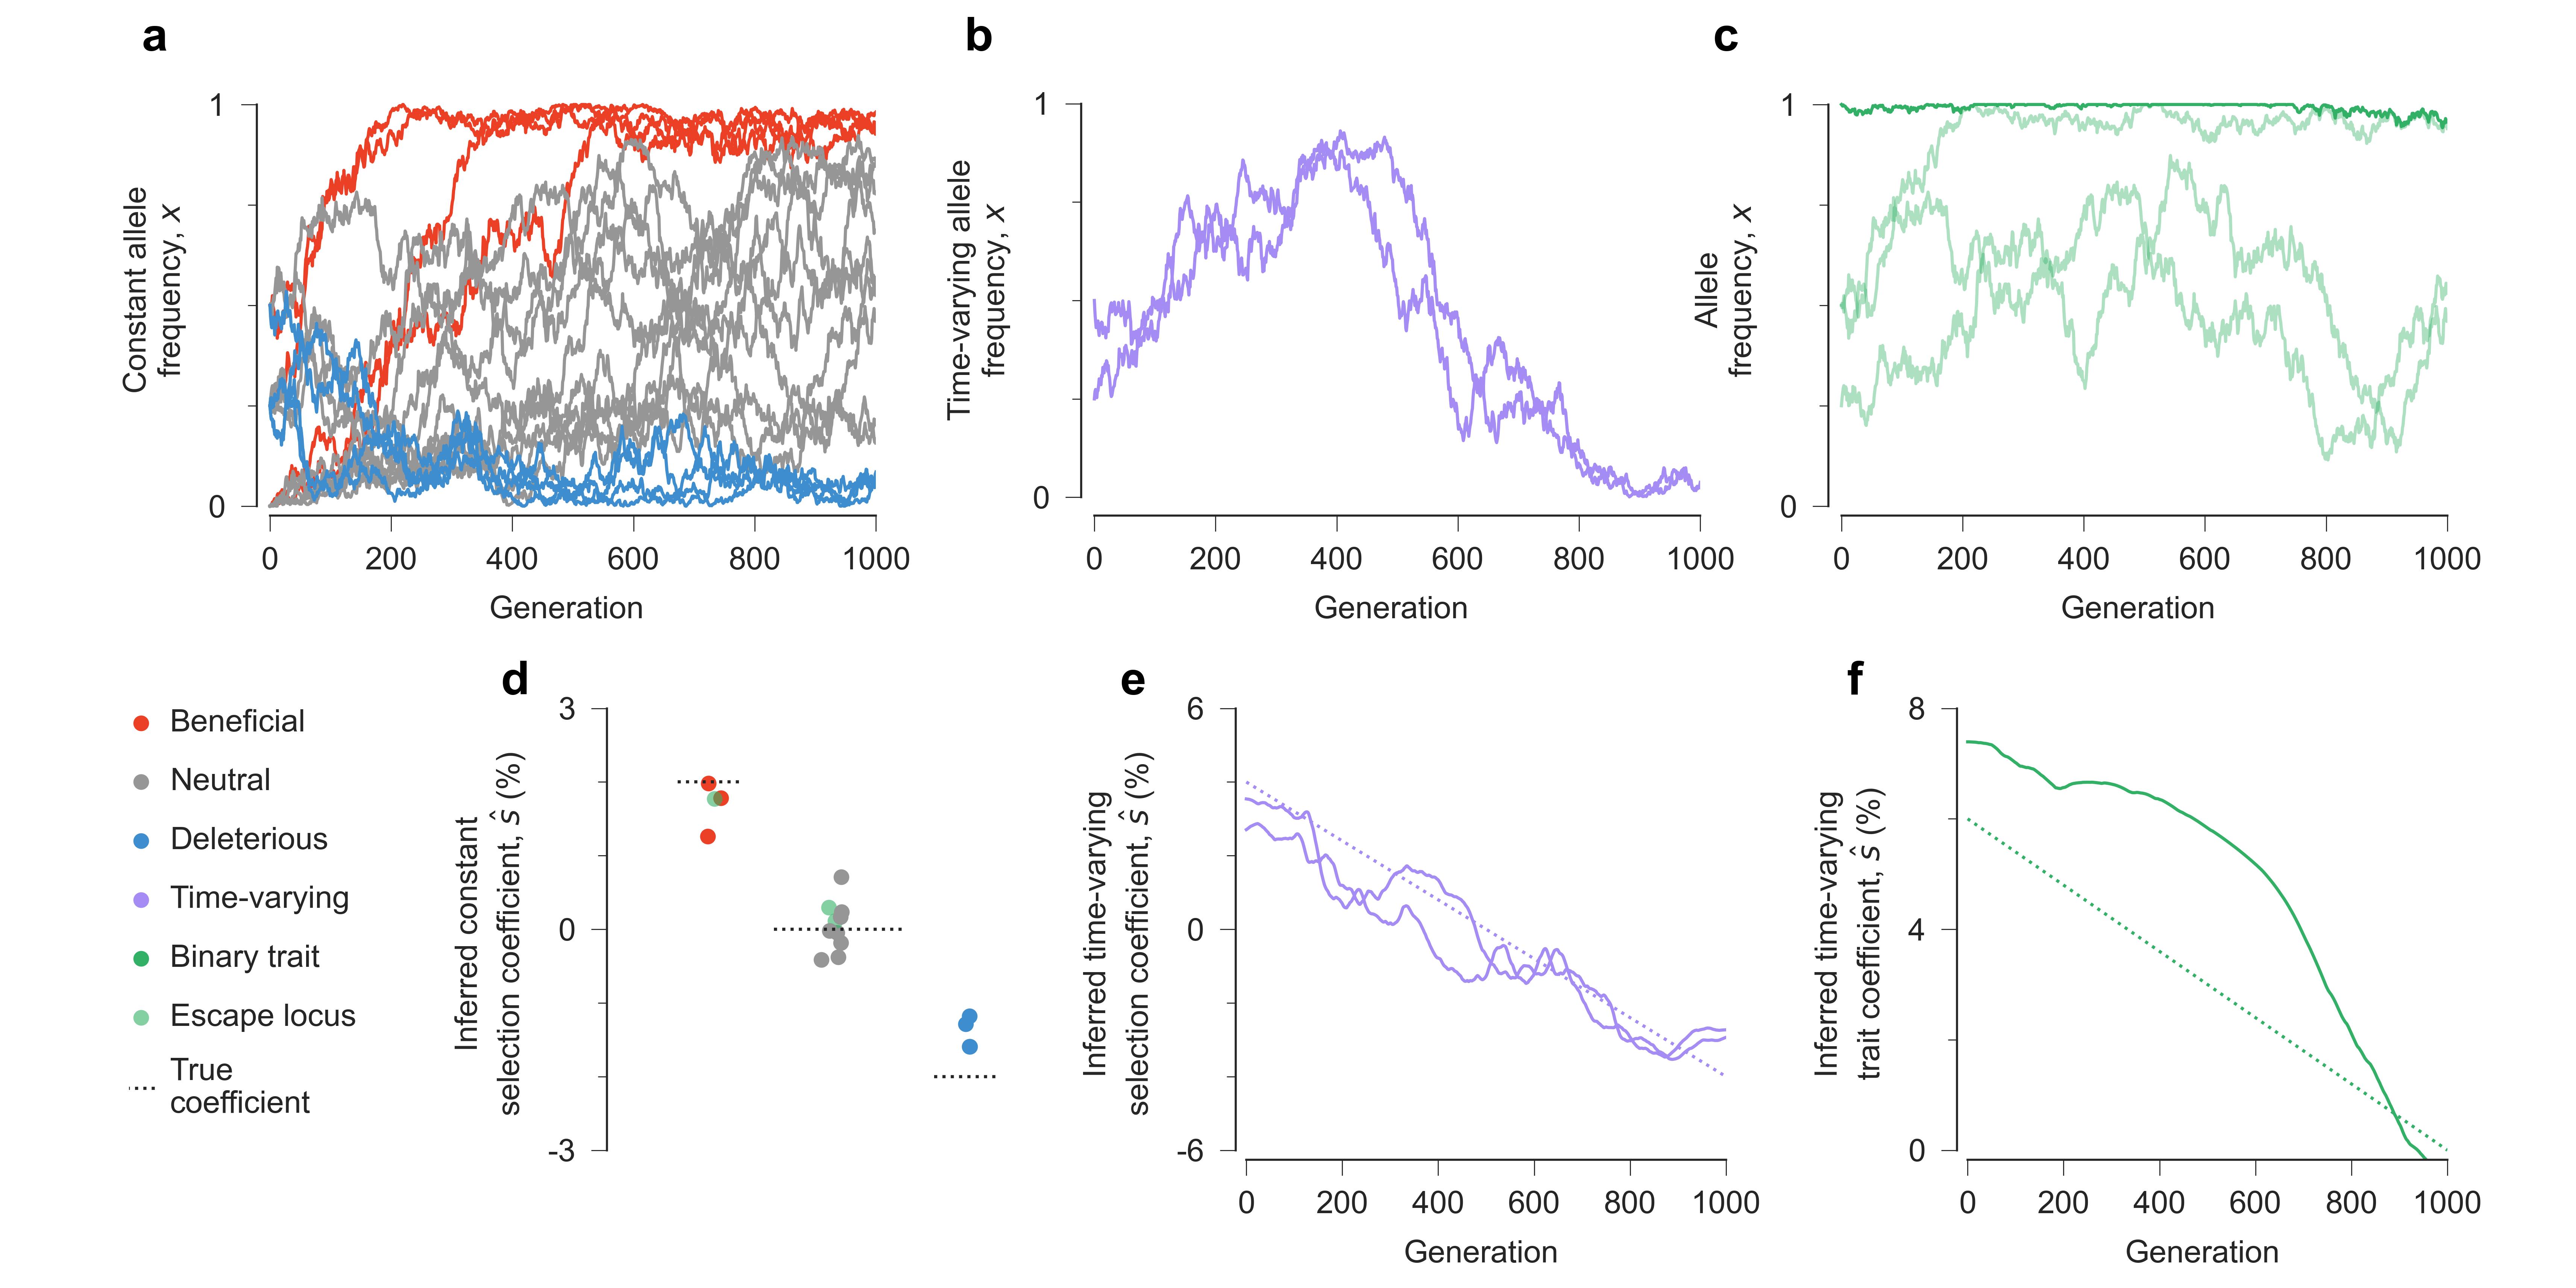 a
b
c
Constant allele
frequency, x
1
0
0 200 400 600 800 1000
Generation
Time-varying allele
frequency, x
1
0
0 200 400 600 800 1000
Generation
Allele
frequency, x
1
0
0 200 400 600 800 1000
Generation
Beneficial
Neutral
Deleterious
Time-varying
Binary trait
Escape locus
True
coefficient
d
Inferred constant
selection coefficient, ŝ (%)
3
0
-3
e
Inferred time-varying
selection coefficient, ŝ (%)
6
0
-6
0 200 400 600 800 1000
Generation
f
Inferred time-varying
trait coefficient, ŝ (%)
8
4
0
0 200 400 600 800 1000
Generation